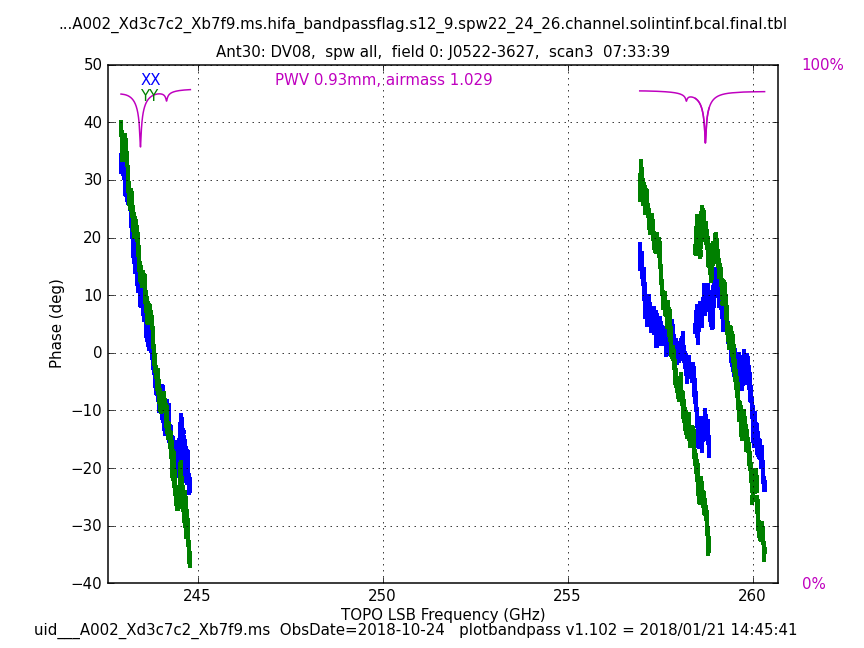 ...A002_Xd3c7c2_Xb7f9.ms.hifa_bandpassflag.s12_9.spw22_24_26.channel.solintinf.bcal.final.tbl
Ant30: DV08,  spw all,  field 0: J0522-3627,  scan3  07:33:39
50
40
30
20
10
0
−10
−20
−30
−40
Phase (deg)
XX
YY
PWV 0.93mm, airmass 1.029
100%
0%
245
250
255
260
TOPO LSB Frequency (GHz)
uid___A002_Xd3c7c2_Xb7f9.ms  ObsDate=2018-10-24   plotbandpass v1.102 = 2018/01/21 14:45:41